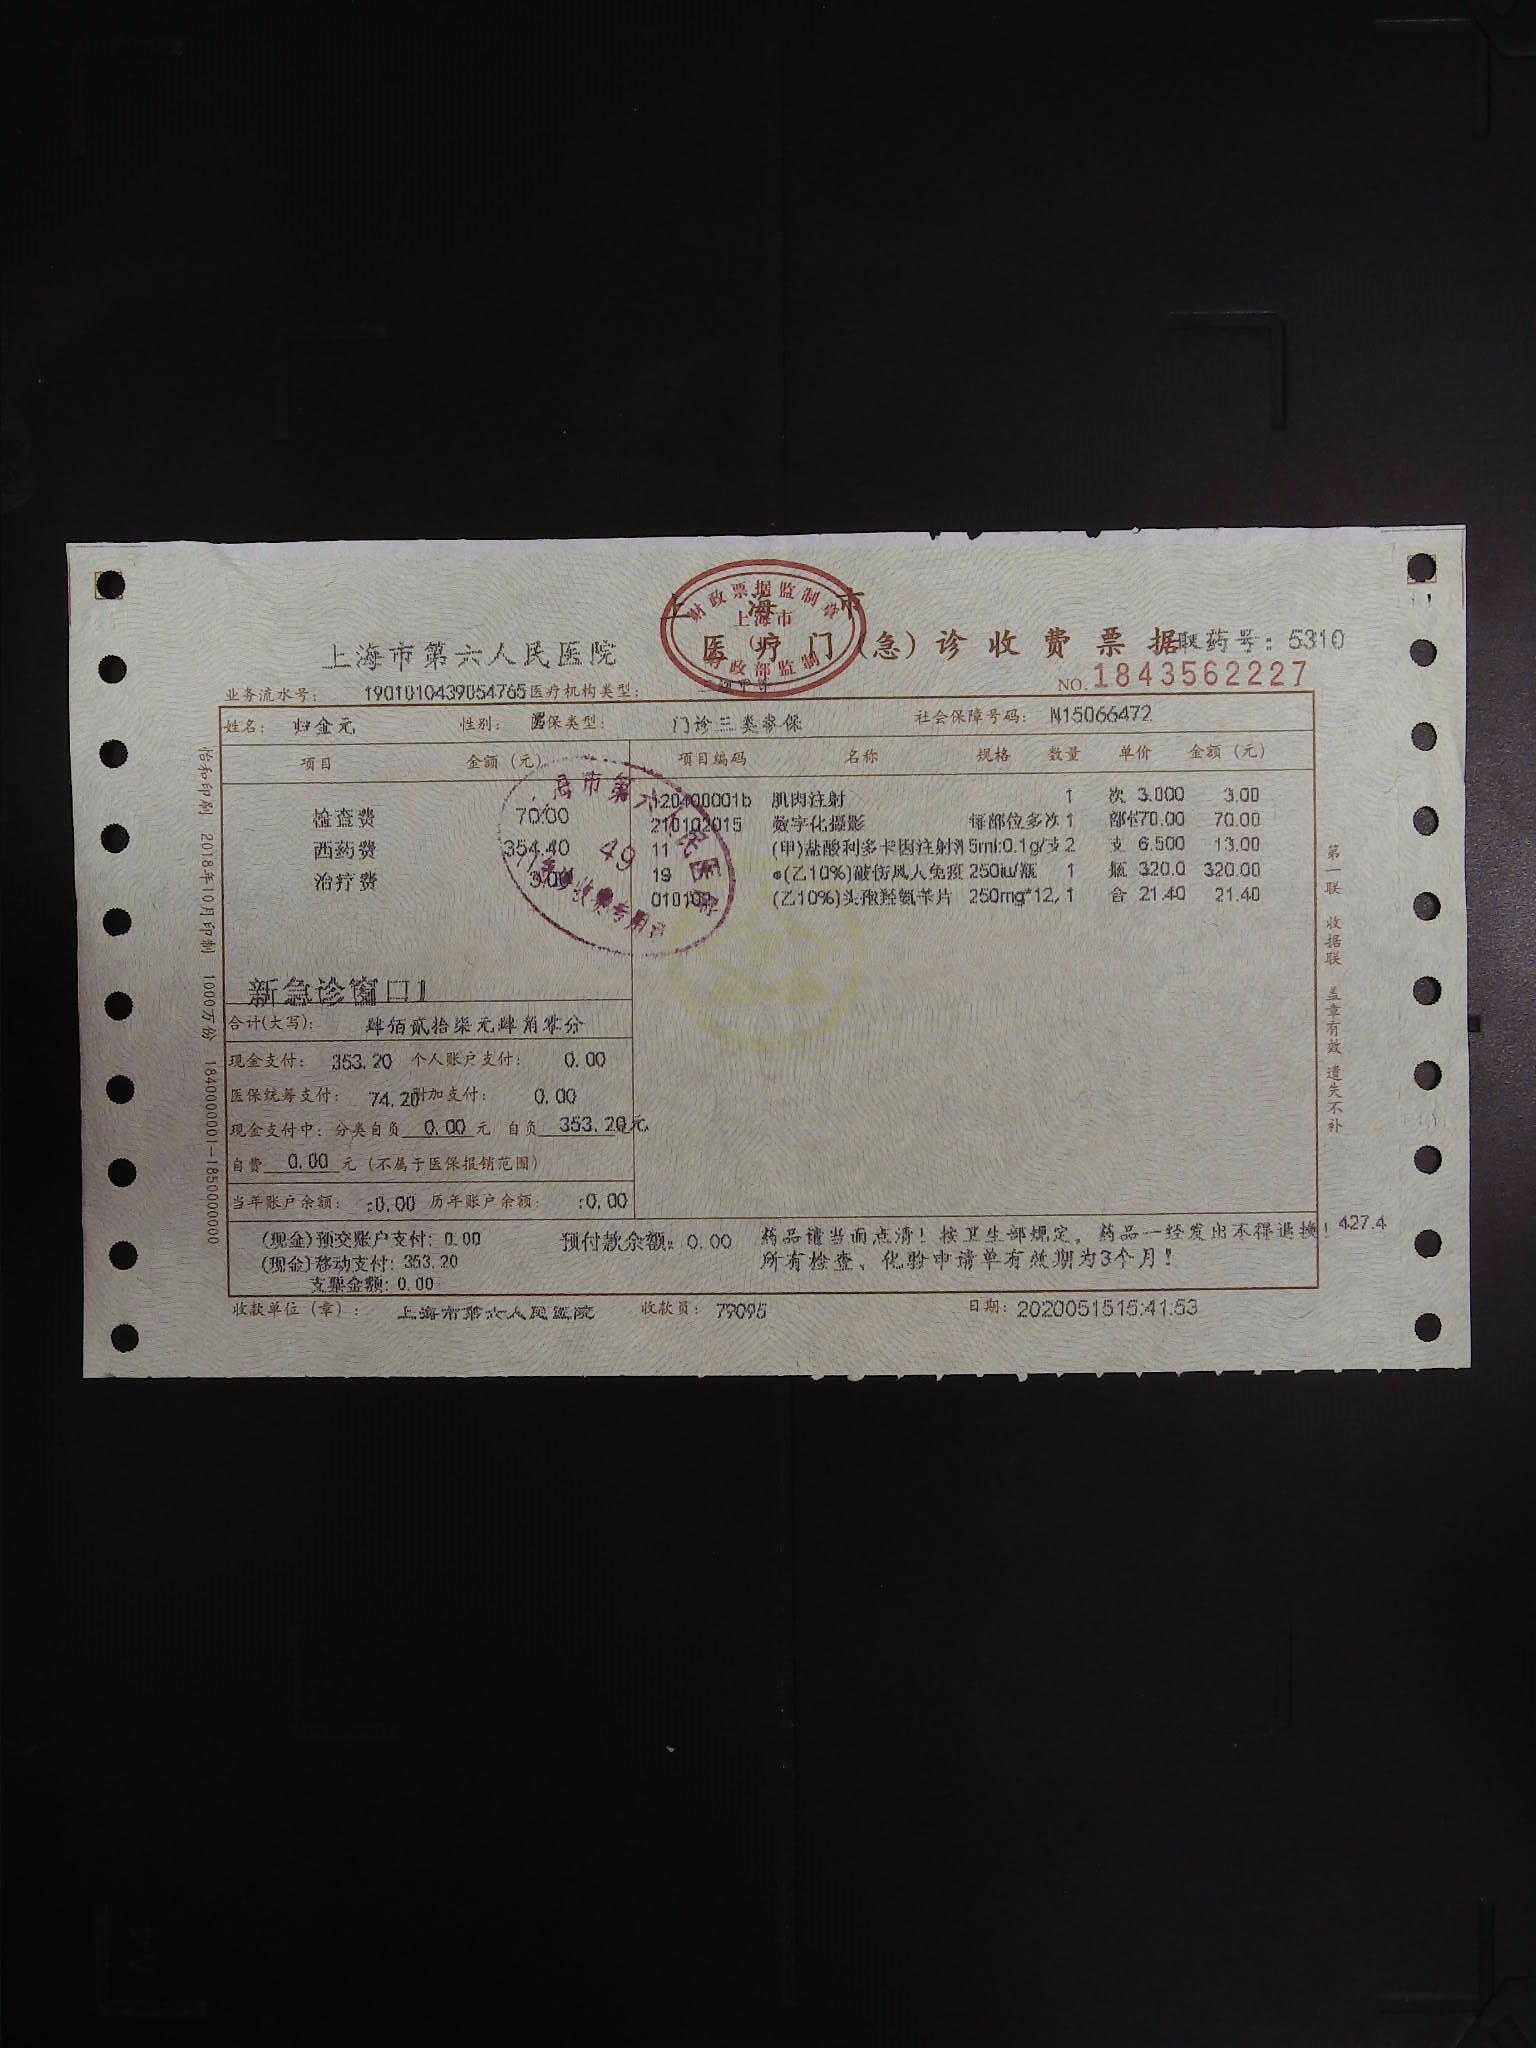 财政票据监制章
上海市
财政部监制
上海市
上海市第六人民医院
医疗门(急)诊收费票据
取药号: 5310
NO.1843562227
业务流水号: 1901010439054765 医疗机构类型:
姓名: 归金元 性别: 医保类型: 门诊三类劳保 社会保障号码: N15066472
项目 金额(元) 项目编码 名称 规格 数量 单价 金额(元)
检查费 70.00
西药费 354.40
治疗费 3.00
120400001b 肌肉注射 1 次 3.000 3.00
210102015 数字化摄影 每部位多次 1 部位70.00 70.00
11 (甲)盐酸利多卡因注射液 5ml:0.1g/支 2 支 6.500 13.00
19 *(乙10%)破伤风人免疫 250iu/瓶 1 瓶 320.0 320.00
010102 (乙10%)头孢羟氨苄片 250mg*12, 1 合 21.40 21.40
市第六人民医院
49
收费专用章
新急诊窗口1
合计(大写): 肆佰贰拾柒元肆角零分
现金支付: 353.20 个人账户支付: 0.00
医保统筹支付: 74.20 附加支付: 0.00
现金支付中: 分类自负 0.00 元 自负 353.20 元
自费 0.00 元 (不属于医保报销范围)
当年账户余额: :0.00 历年账户余额: :0.00
(现金)预交账户支付: 0.00 预付款余额: 0.00 药品请当面点清! 按卫生部规定, 药品一经发出不得退换! 427.4
(现金)移动支付: 353.20 所有检查、化验申请单有效期为3个月!
支票金额: 0.00
收款单位(章): 上海市第六人民医院 收款员: 79095 日期: 2020051515:41:53
怡和印刷 2018年10月印制 1000万份 1840000001-1850000000
第一联 收据联 盖章有效 遗失不补